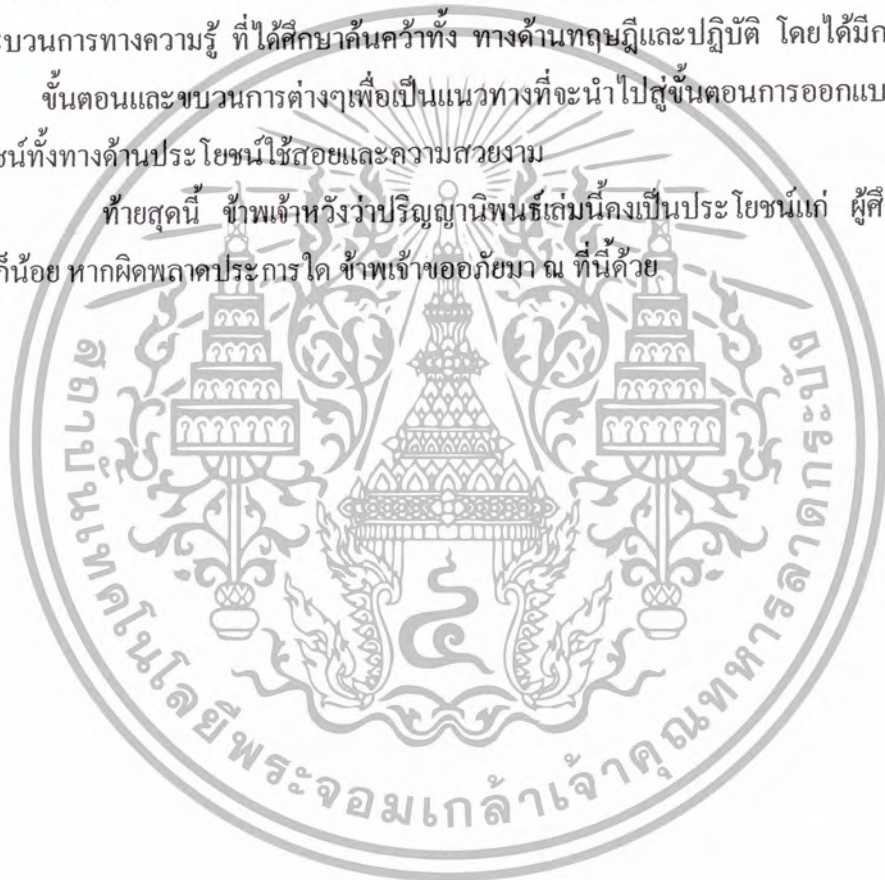 ะบวนการทางความรู้ ที่ได้ศึกษาค้นคว้าทั้ง ทางด้านทฤษฎีและปฏิบัติ โดยได้มีก
ขั้นตอนและขบวนการต่างๆเพื่อเป็นแนวทางที่จะนำไปสู่ขั้นตอนการออกแบ
ชน์ทั้งทางด้านประโยชน์ใช้สอยและความสวยงาม
ท้ายสุดนี้ ข้าพเจ้าหวังว่าปริญญานิพนธ์เล่มนี้คงเป็นประโยชน์แก่ ผู้ศึ
ก็น้อย หากผิดพลาดประการใด ข้าพเจ้าขออภัยมา ณ ที่นี้ด้วย
๔
สถาบันเทคโนโลยีพระจอมเกล้าเจ้าคุณทหารลาดกระบัง